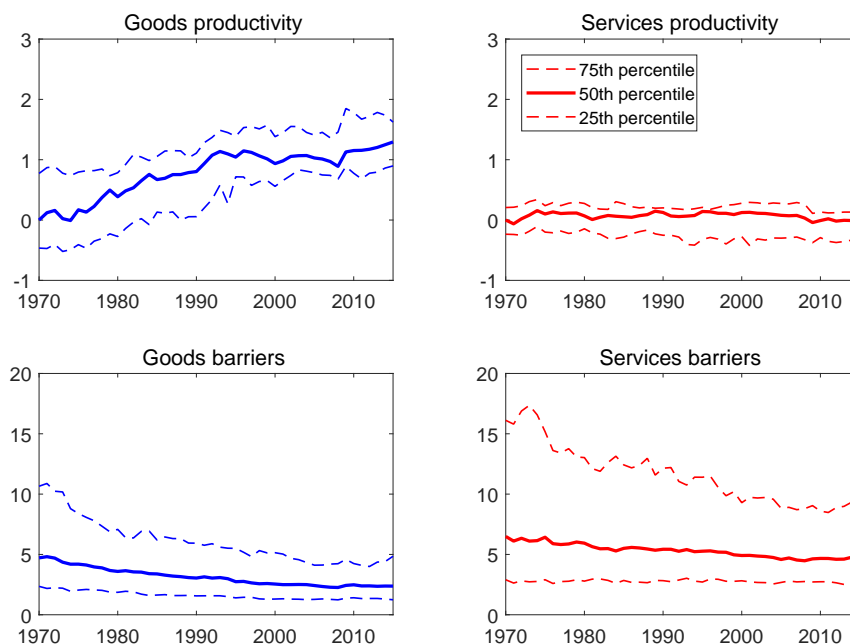 Goods productivity
3
2
1
0
-1
1970 1980 1990 2000 2010
Services productivity
3
2
1
0
-1
75th percentile
50th percentile
25th percentile
1970 1980 1990 2000 2010
Goods barriers
20
15
10
5
0
1970 1980 1990 2000 2010
Services barriers
20
15
10
5
0
1970 1980 1990 2000 2010